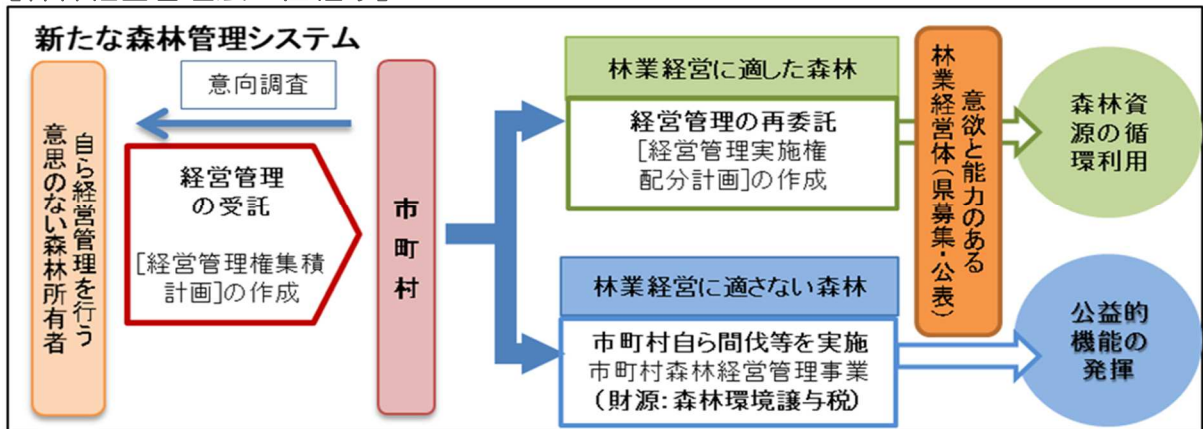 新たな森林管理システム
自ら経営管理を行う
意思のない森林所有者
意向調査
経営管理
の受託
[経営管理権集積
計画]の作成
市町村
林業経営に適した森林
経営管理の再委託
[経営管理実施権
配分計画]の作成
林業経営に適さない森林
市町村自ら間伐等を実施
市町村森林経営管理事業
(財源:森林環境譲与税)
意欲と能力のある
林業経営体(県募集・公表)
森林資
源の循
環利用
公益的
機能の
発揮